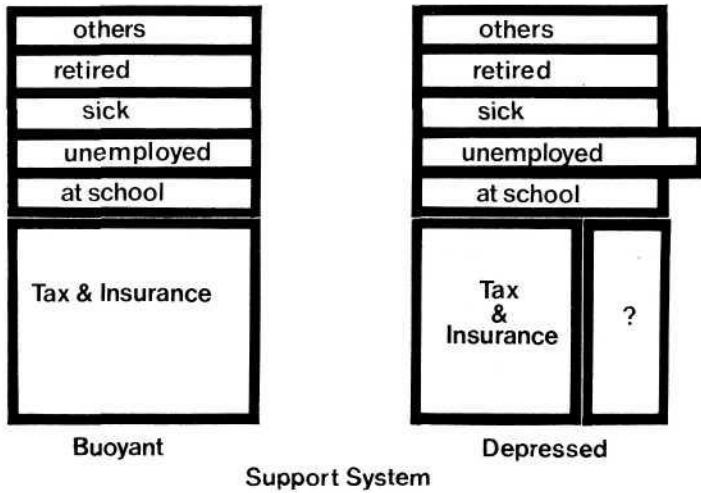 others
retired
sick
unemployed
at school
Tax & Insurance
Buoyant
others
retired
sick
unemployed
at school
Tax
&
Insurance
?
Depressed
Support System